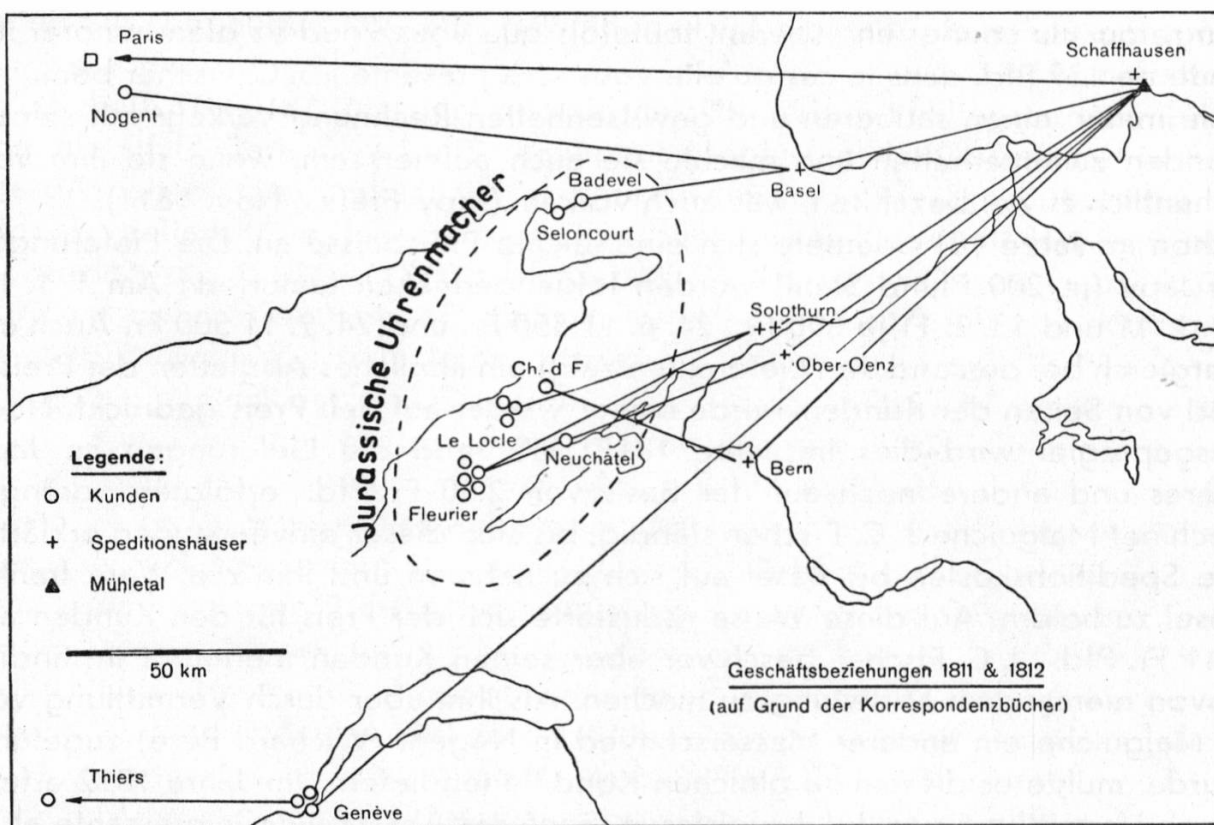 Paris
Nogent
Schaffhausen
Basel
Badevel
Seloncourt
Jurassische Uhrenmacher
Solothurn
Ober-Oenz
Ch.d F.
Le Locle
Neuchâtel
Bern
Fleurier
Legende:
Kunden
Speditionshäuser
Mühletal
50 km
Geschäftsbeziehungen 1811 & 1812
(auf Grund der Korrespondenzbücher)
Thiers
Genève